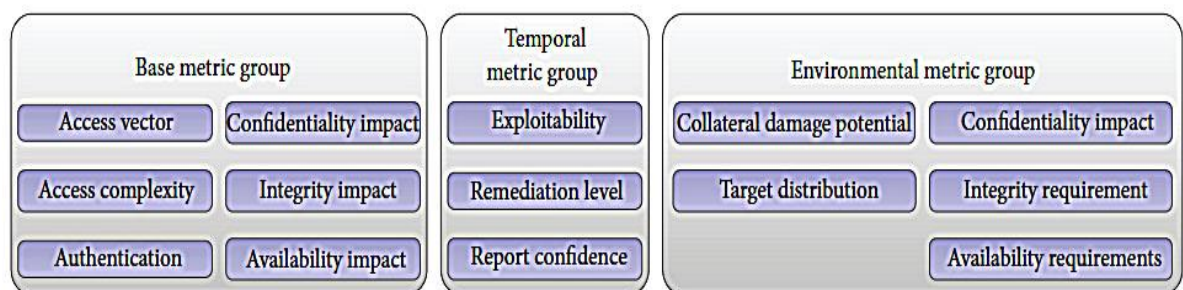 Base metric group
Access vector
Confidentiality impact
Access complexity
Integrity impact
Authentication
Availability impact
Temporal
metric group
Exploitability
Remediation level
Report confidence
Environmental metric group
Collateral damage potential
Confidentiality impact
Target distribution
Integrity requirement
Availability requirements